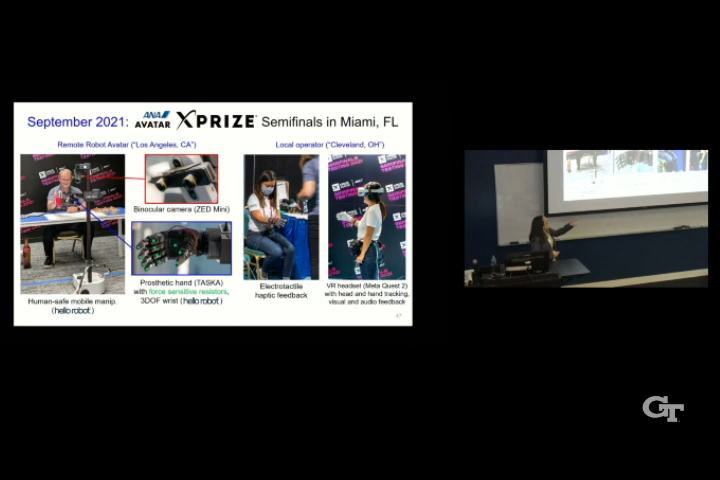 September 2021: ANA AVATAR XPRIZE Semifinals in Miami, FL
Remote Robot Avatar ("Los Angeles, CA")
Local operator ("Cleveland, OH")
Binocular camera (ZED Mini)
Prosthetic hand (TASKA)
with force sensitive resistors,
3DOF wrist (hello robot)
Human-safe mobile manip.
(hello robot)
Electrotactile
haptic feedback
VR headset (Meta Quest 2)
with head and hand tracking,
visual and audio feedback
47
GT